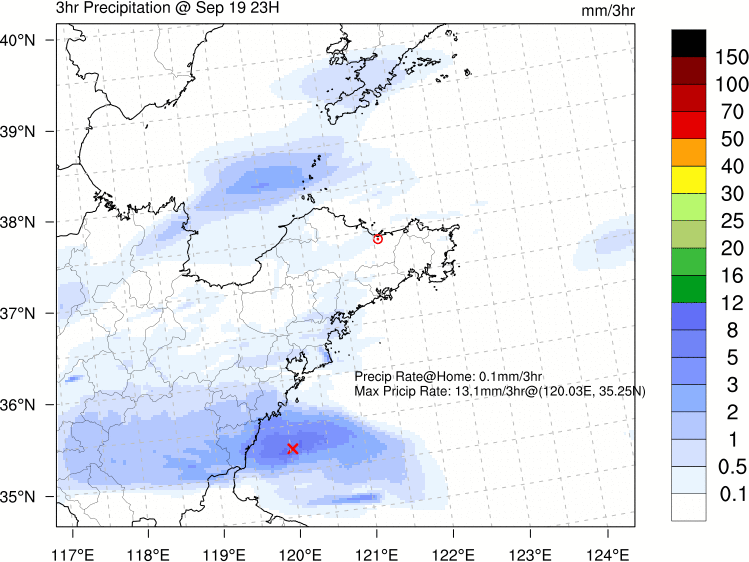 3hr Precipitation @ Sep 19 23H
mm/3hr
40°N
39°N
38°N
37°N
36°N
35°N
117°E
118°E
119°E
120°E
121°E
122°E
123°E
124°E
Precip Rate@Home: 0.1mm/3hr
Max Pricip Rate: 13.1mm/3hr@(120.03E, 35.25N)
150
100
70
50
40
30
25
20
16
12
8
5
3
2
1
0.5
0.1